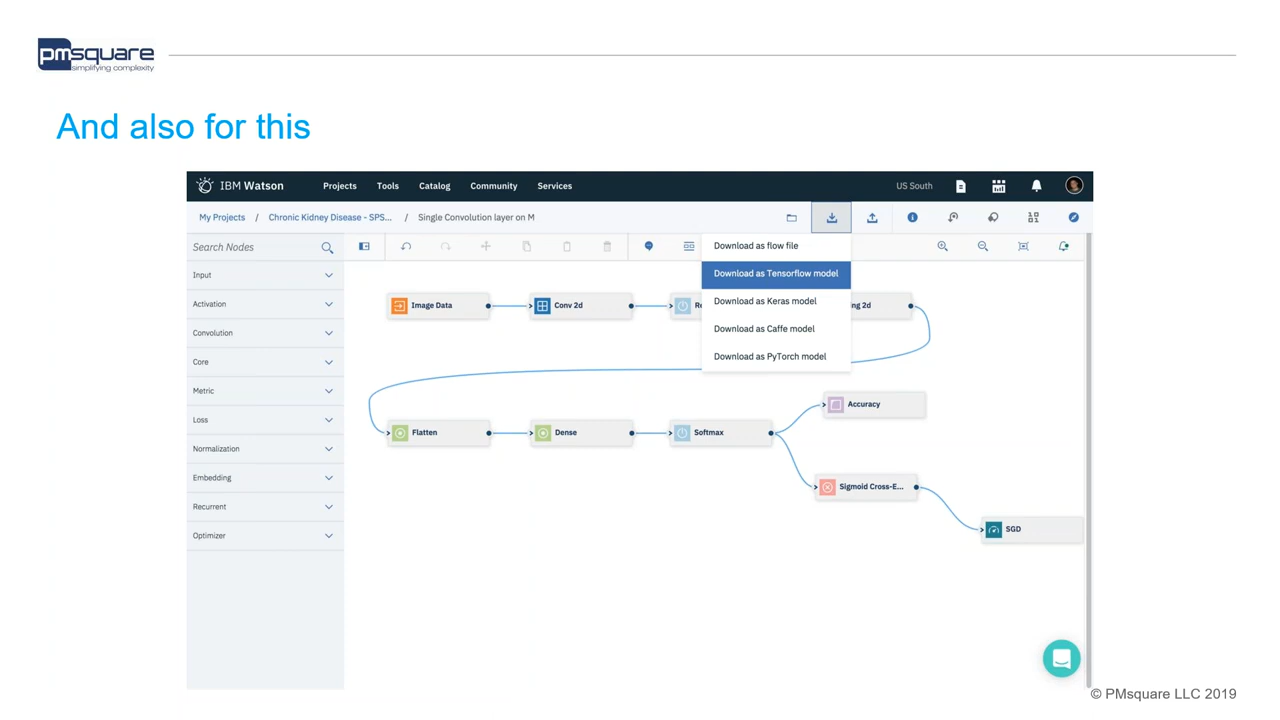 pmsquare
simplifying complexity
And also for this
IBM Watson
Projects
Tools
Catalog
Community
Services
US South
My Projects / Chronic Kidney Disease - SPS... / Single Convolution layer on M
Search Nodes
Download as flow file
Download as Tensorflow model
Download as Keras model
Download as Caffe model
Download as PyTorch model
Input
Activation
Convolution
Core
Metric
Loss
Normalization
Embedding
Recurrent
Optimizer
Image Data
Conv 2d
2d
Flatten
Dense
Softmax
Accuracy
Sigmoid Cross-E...
SGD
© PMsquare LLC 2019